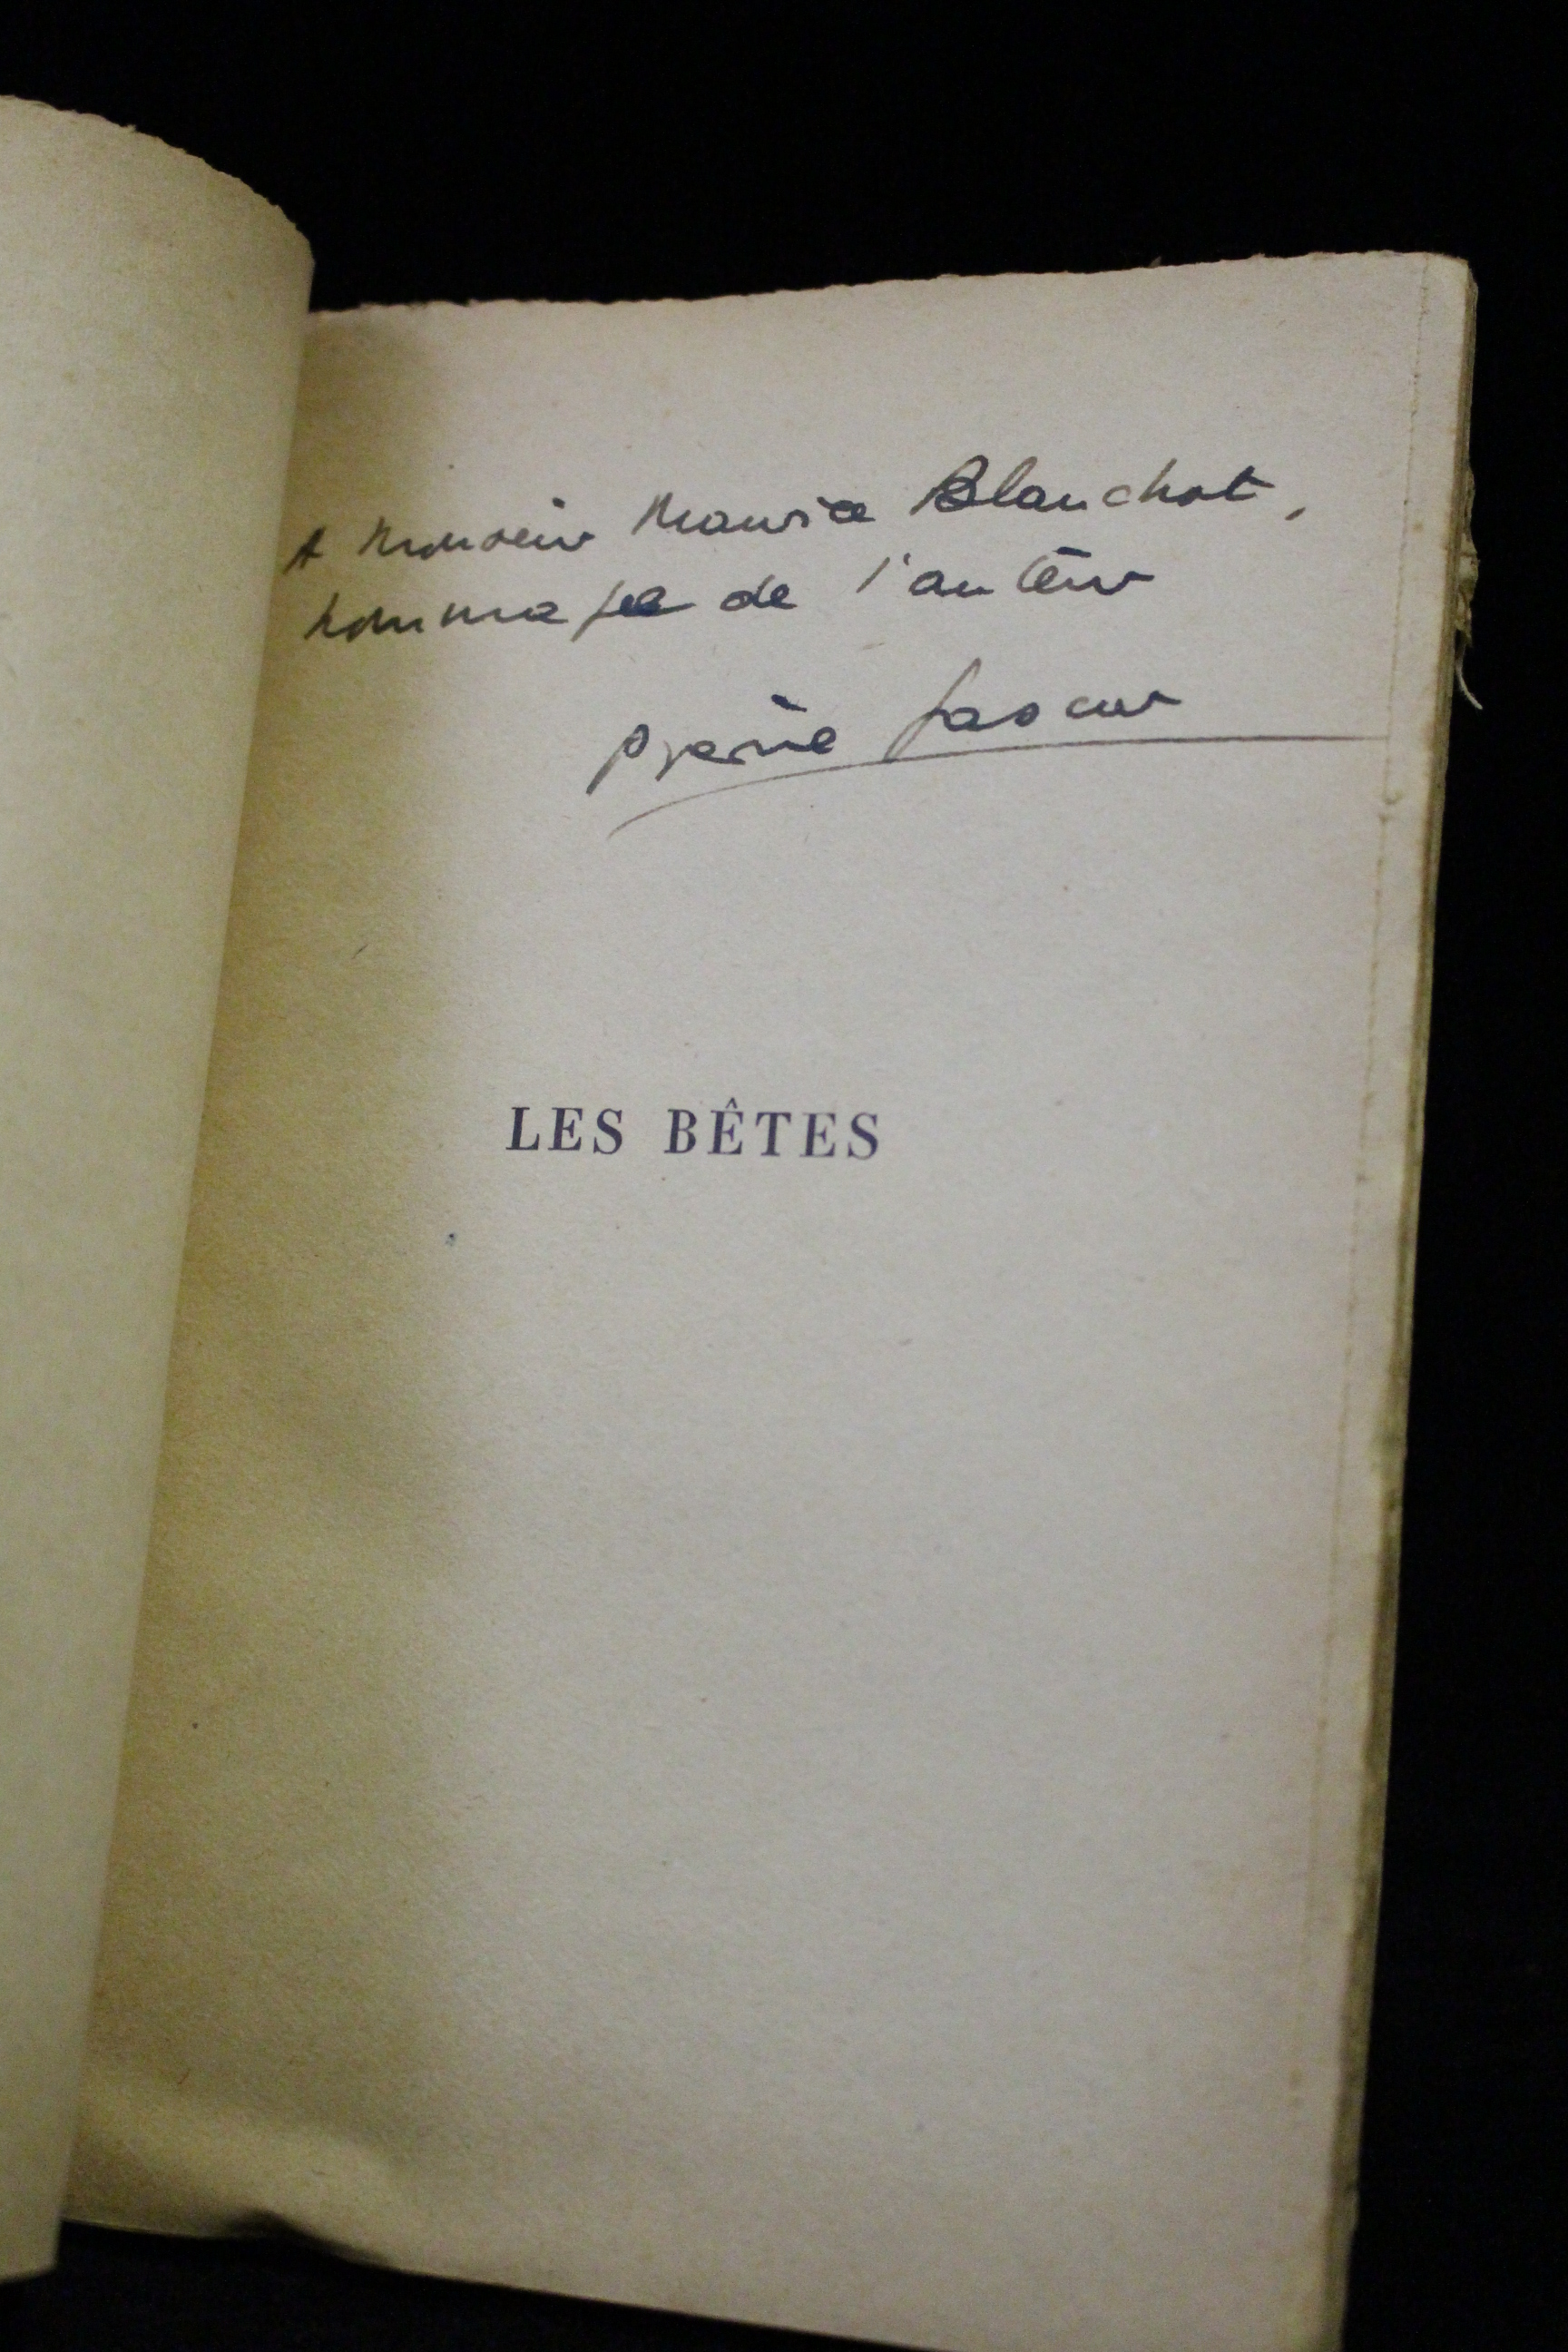 A Monsieur Maurice Blanchot,
hommage de l'auteur
Pierre Gascar
LES BÊTES